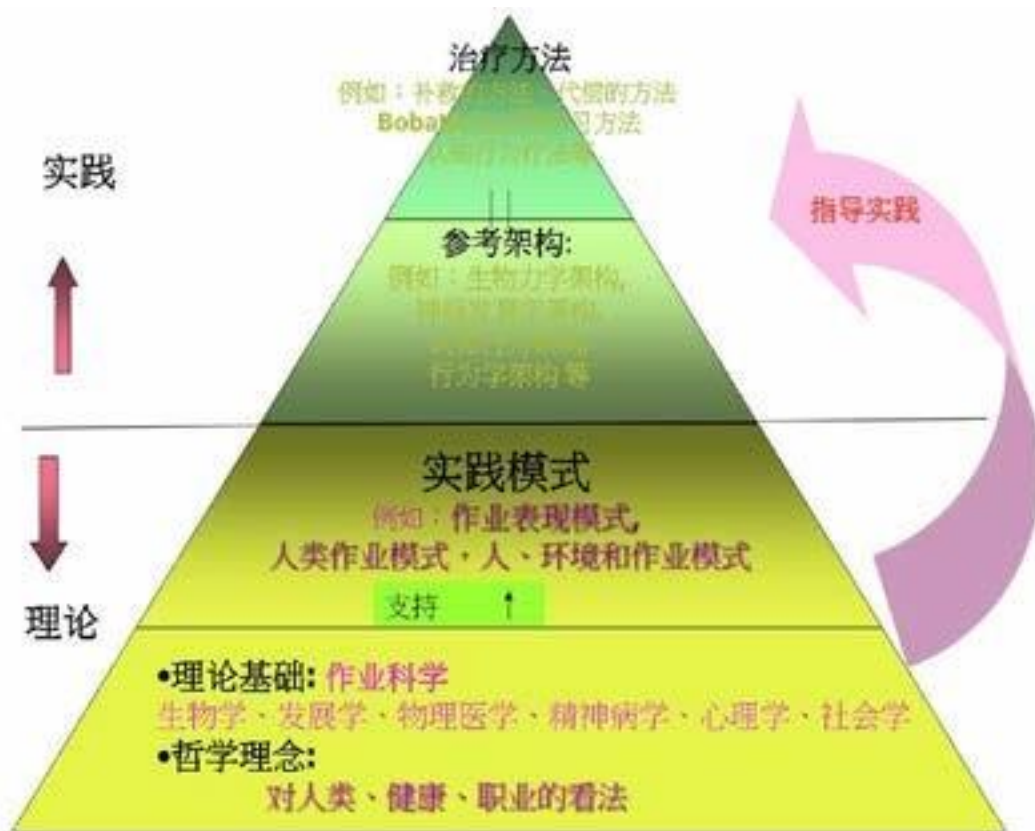 治疗方法
例如：补救的方法、代偿的方法
方法
实践
指导实践
参考架构:
例如：生物力学架构,
行为学架构 等
实践模式
例如：作业表现模式,
人类作业模式，人、环境和作业模式
支持 ↑
理论
•理论基础: 作业科学
生物学、发展学、物理医学、精神病学、心理学、社会学
•哲学理念:
对人类、健康、职业的看法